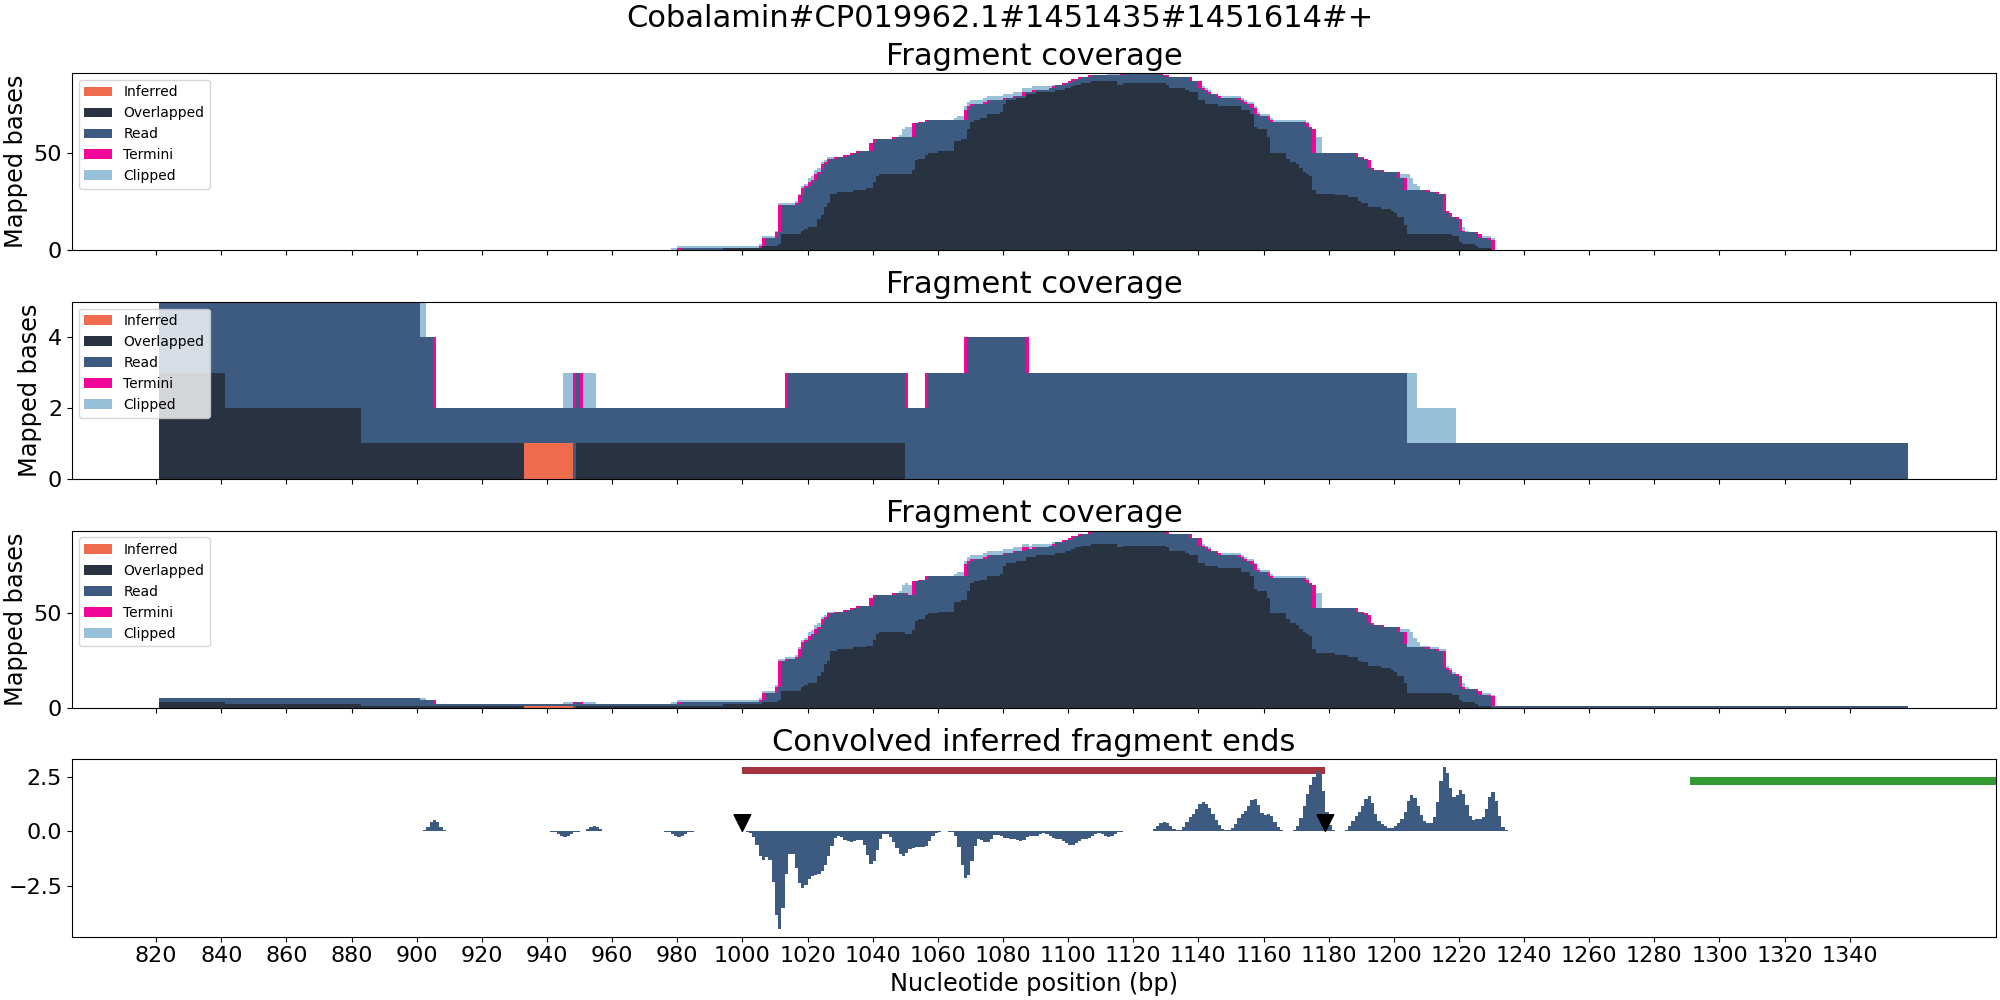 Cobalamin#CP019962.1#1451435#1451614#+
Fragment coverage
Mapped bases
50
0
Inferred
Overlapped
Read
Termini
Clipped
Fragment coverage
Mapped bases
4
2
0
Inferred
Overlapped
Read
Termini
Clipped
Fragment coverage
Mapped bases
50
0
Inferred
Overlapped
Read
Termini
Clipped
Convolved inferred fragment ends
2.5
0.0
−2.5
820 840 860 880 900 920 940 960 980 1000 1020 1040 1060 1080 1100 1120 1140 1160 1180 1200 1220 1240 1260 1280 1300 1320 1340
Nucleotide position (bp)